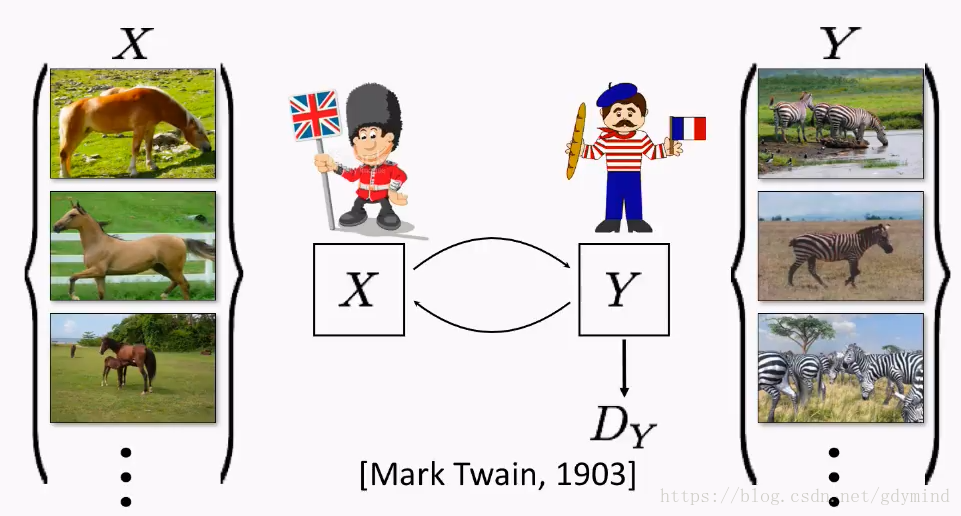 X
Y
X
Y
D_Y
[Mark Twain, 1903]
https://blog.csdn.net/gdymind